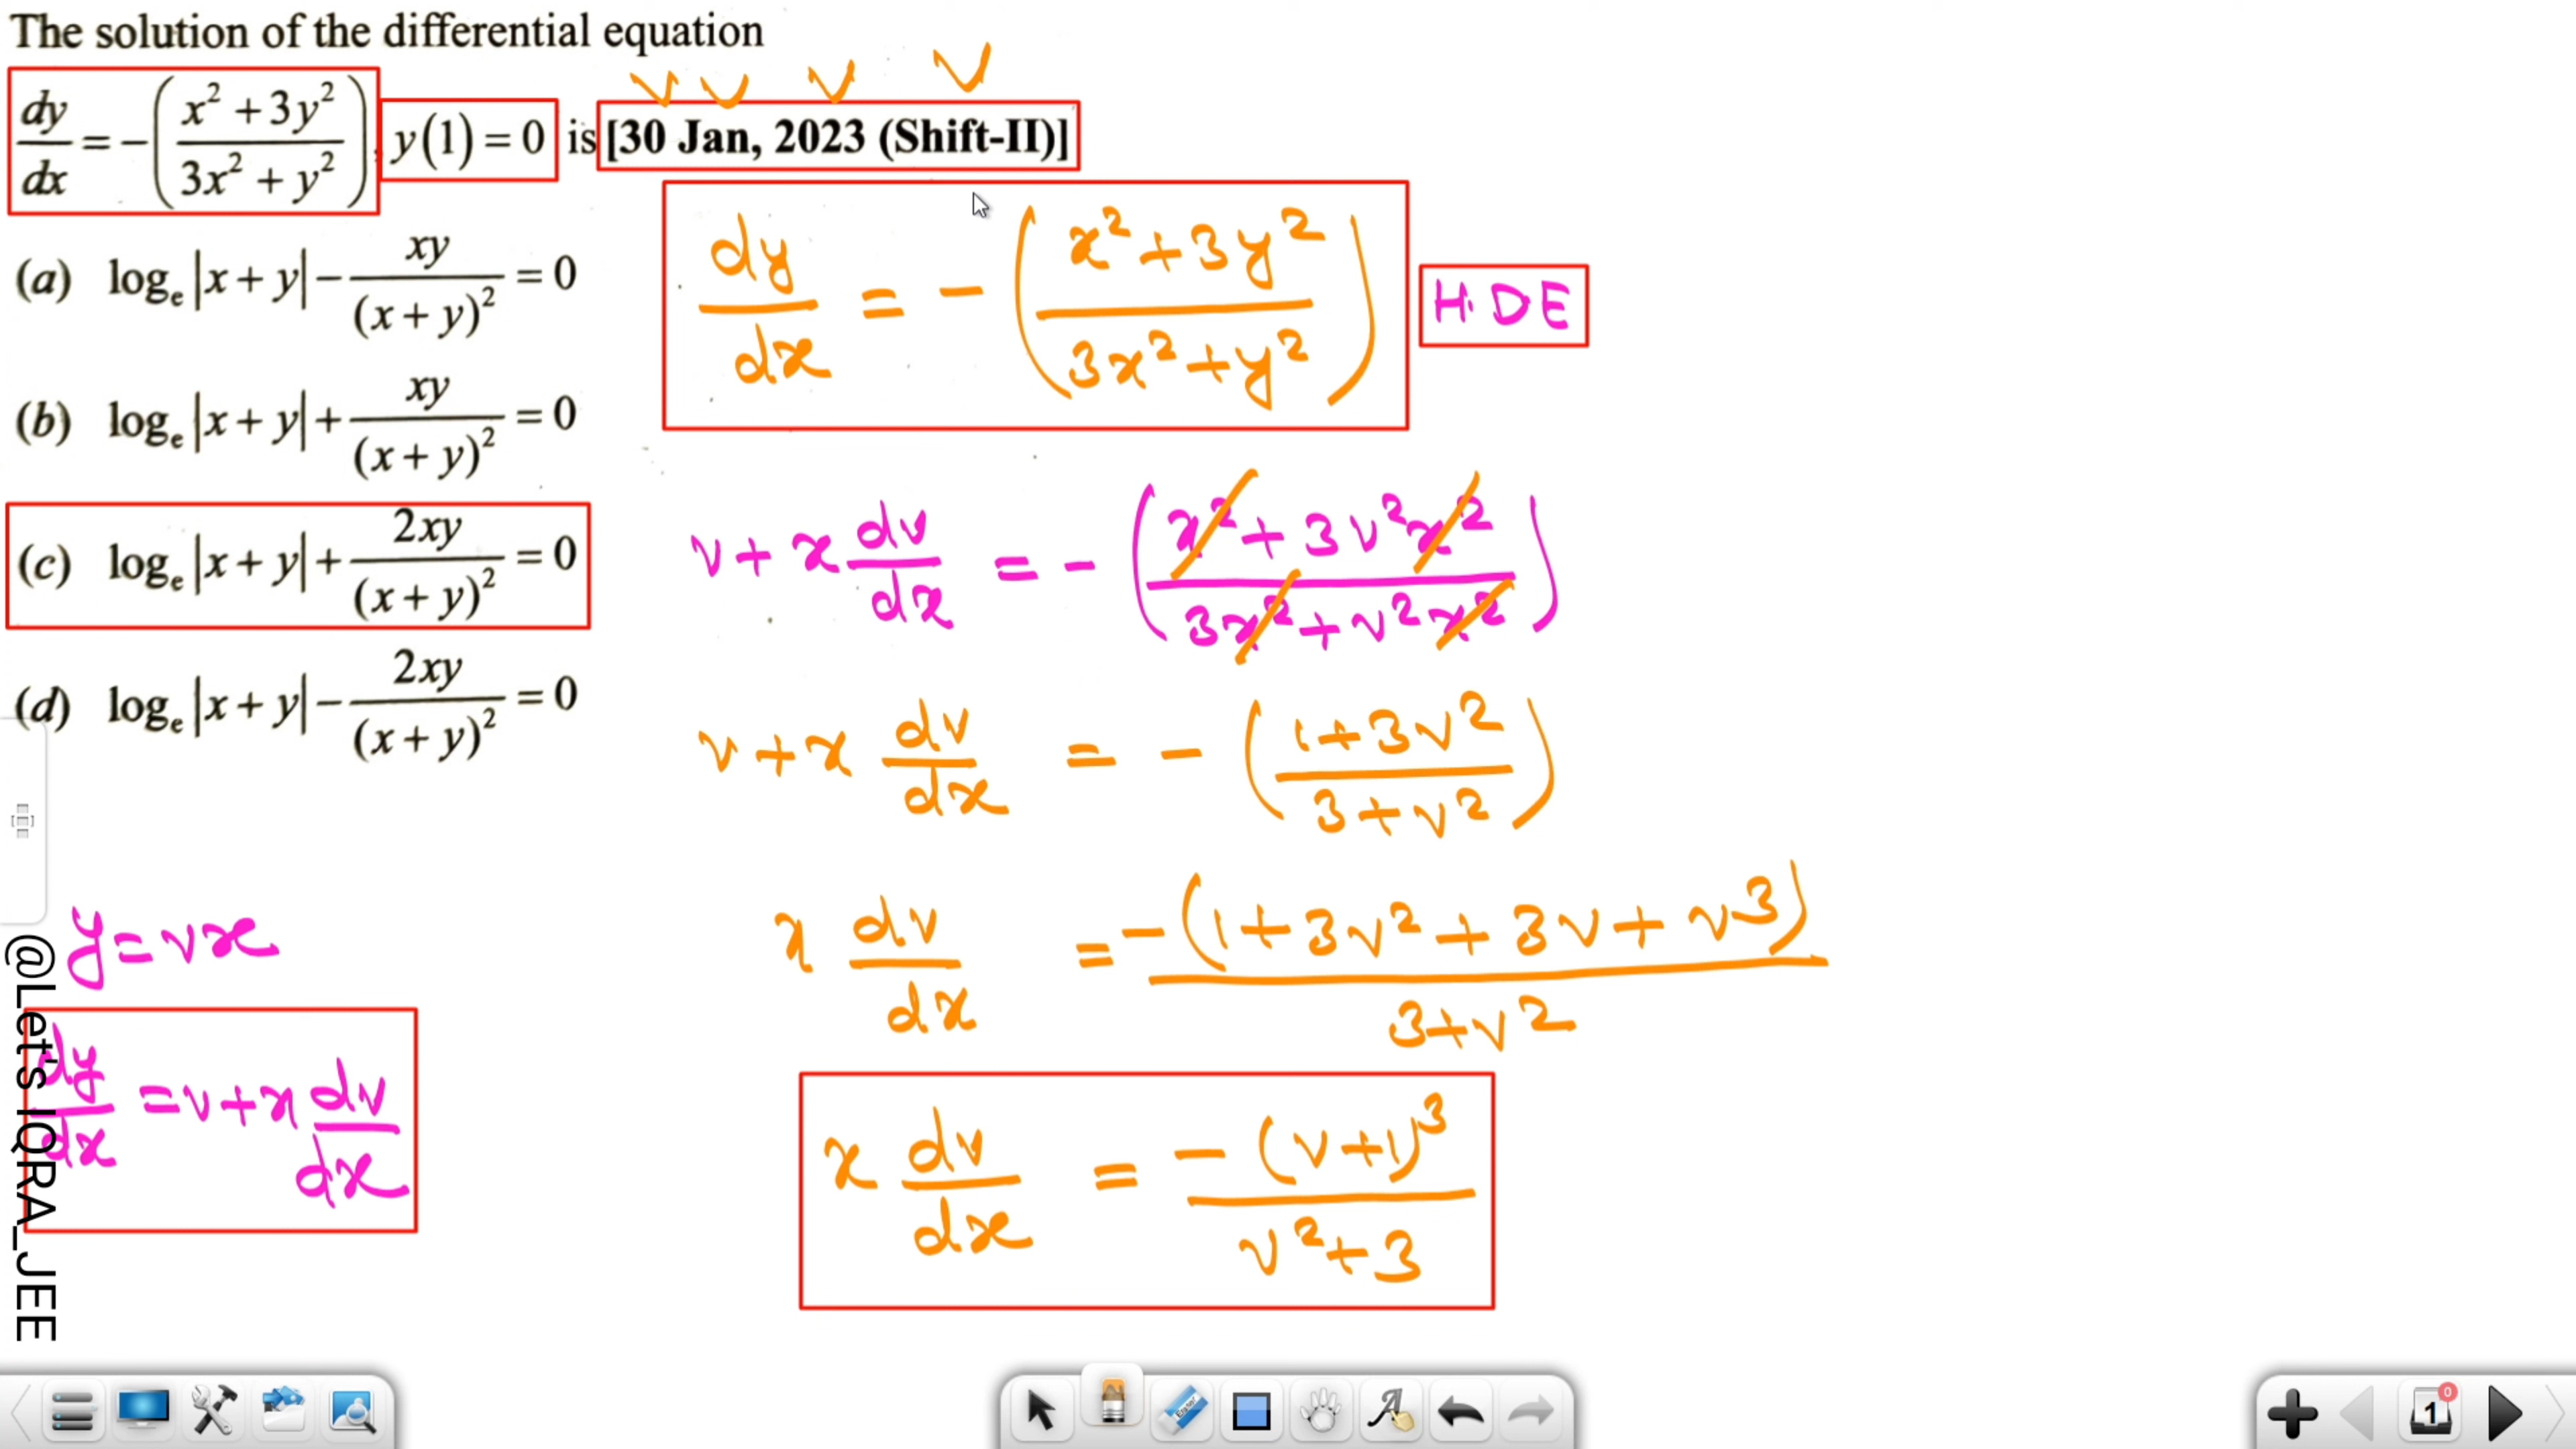 The solution of the differential equation
dy/dx = -((x² + 3y²)/(3x² + y²)), y(1) = 0 is [30 Jan, 2023 (Shift-II)]
v v v v
(a) logₑ|x + y| - xy/(x + y)² = 0
(b) logₑ|x + y| + xy/(x + y)² = 0
(c) logₑ|x + y| + 2xy/(x + y)² = 0
(d) logₑ|x + y| - 2xy/(x + y)² = 0
y = vx
dy/dx = v + x dv/dx
dy/dx = -((x² + 3y²)/(3x² + y²))
H.D E
v + x dv/dx = -((x² + 3v²x²)/(3x² + v²x²))
v + x dv/dx = -((1 + 3v²)/(3 + v²))
x dv/dx = -(1 + 3v² + 3v + v³)/(3 + v²)
x dv/dx = -(v + 1)³/(v² + 3)
@Let's IQRA_JEE
1
0